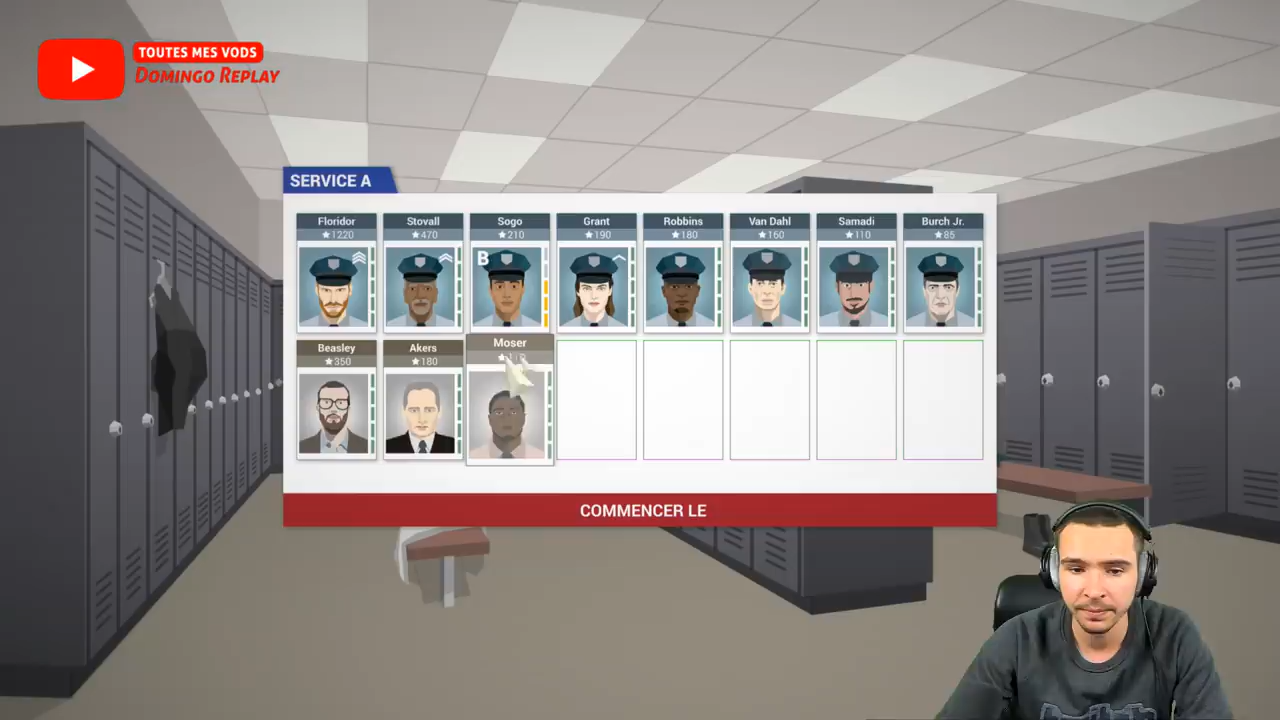 TOUTES MES VODS
DOMINGO REPLAY
SERVICE A
Floridor Stovall Sogo Grant Robbins Van Dahl Samadi Burch Jr.
★1220 ★470 ★210 ★190 ★180 ★160 ★110 ★85
B
Beasley Akers Moser
★350 ★180
COMMENCER LE